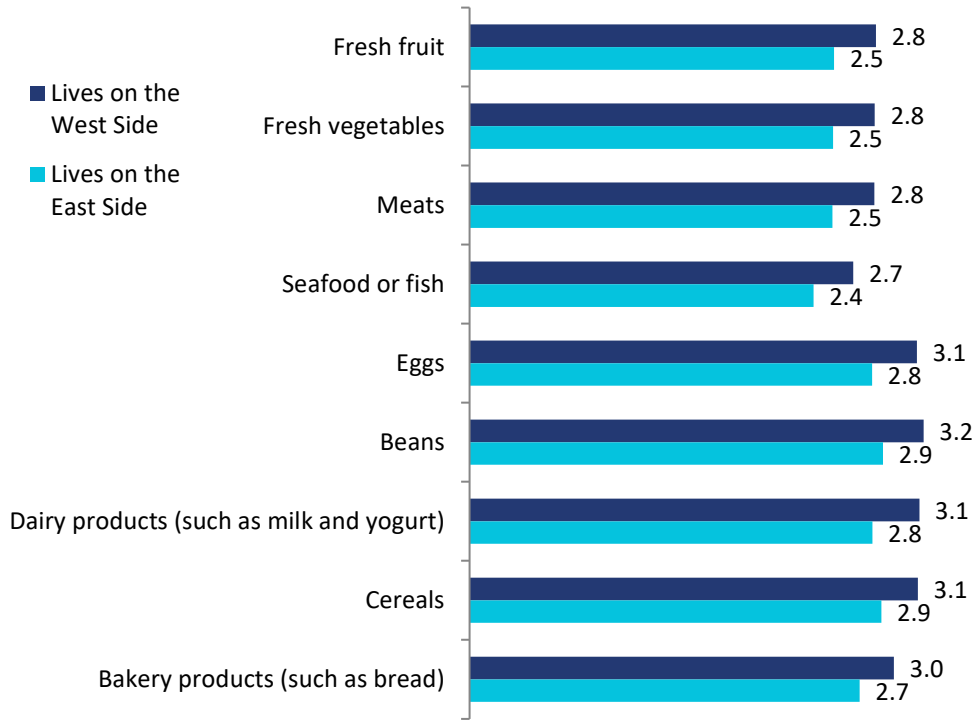 Lives on the
West Side
Lives on the
East Side
Fresh fruit
2.8
2.5
Fresh vegetables
2.8
2.5
Meats
2.8
2.5
Seafood or fish
2.7
2.4
Eggs
3.1
2.8
Beans
3.2
2.9
Dairy products (such as milk and yogurt)
3.1
2.8
Cereals
3.1
2.9
Bakery products (such as bread)
3.0
2.7